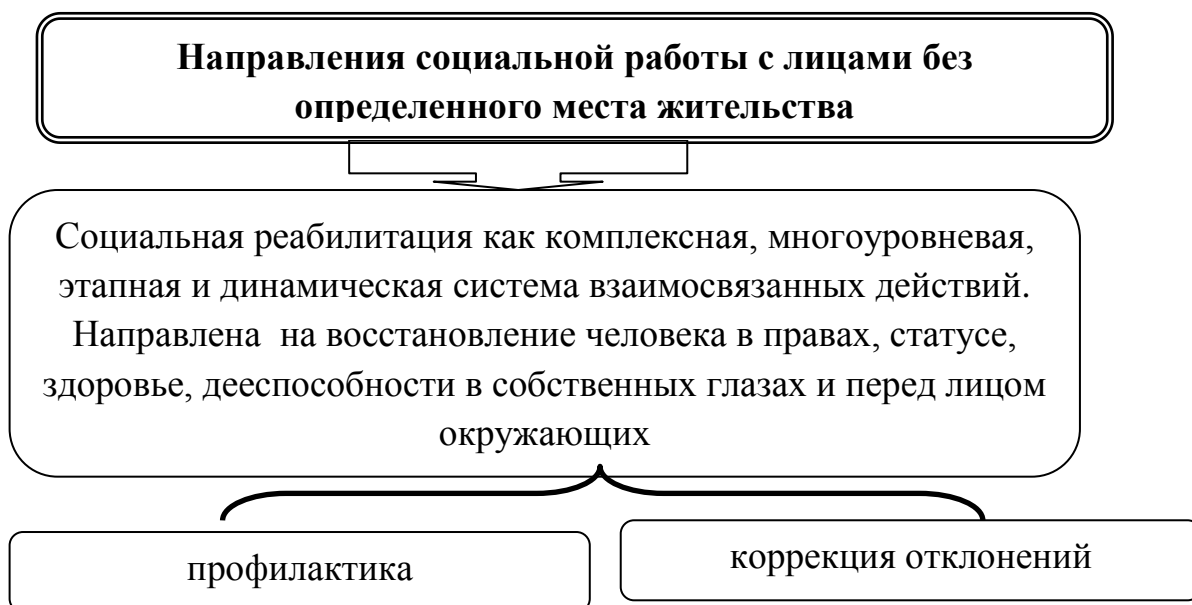 Направления социальной работы с лицами без
определенного места жительства
Социальная реабилитация как комплексная, многоуровневая,
этапная и динамическая система взаимосвязанных действий.
Направлена на восстановление человека в правах, статусе,
здоровье, дееспособности в собственных глазах и перед лицом
окружающих
профилактика
коррекция отклонений